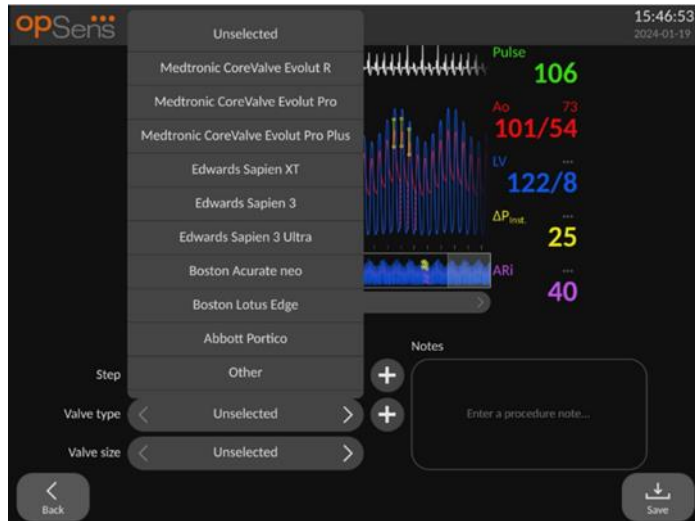 opSens
15:46:53
2024-01-19
Unselected
Medtronic CoreValve Evolut R
Medtronic CoreValve Evolut Pro
Medtronic CoreValve Evolut Pro Plus
Edwards Sapien XT
Edwards Sapien 3
Edwards Sapien 3 Ultra
Boston Acurate neo
Boston Lotus Edge
Abbott Portico
Other
Pulse
106
Ao 73
101/54
LV ---
122/8
ΔPinst. ---
25
ARi ---
40
Step
Valve type
Unselected
Valve size
Unselected
Notes
Enter a procedure note...
Back
Save